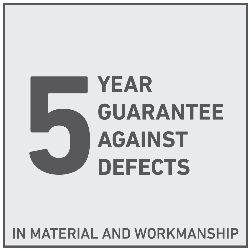 5 YEAR
GUARANTEE
AGAINST
DEFECTS
IN MATERIAL AND WORKMANSHIP